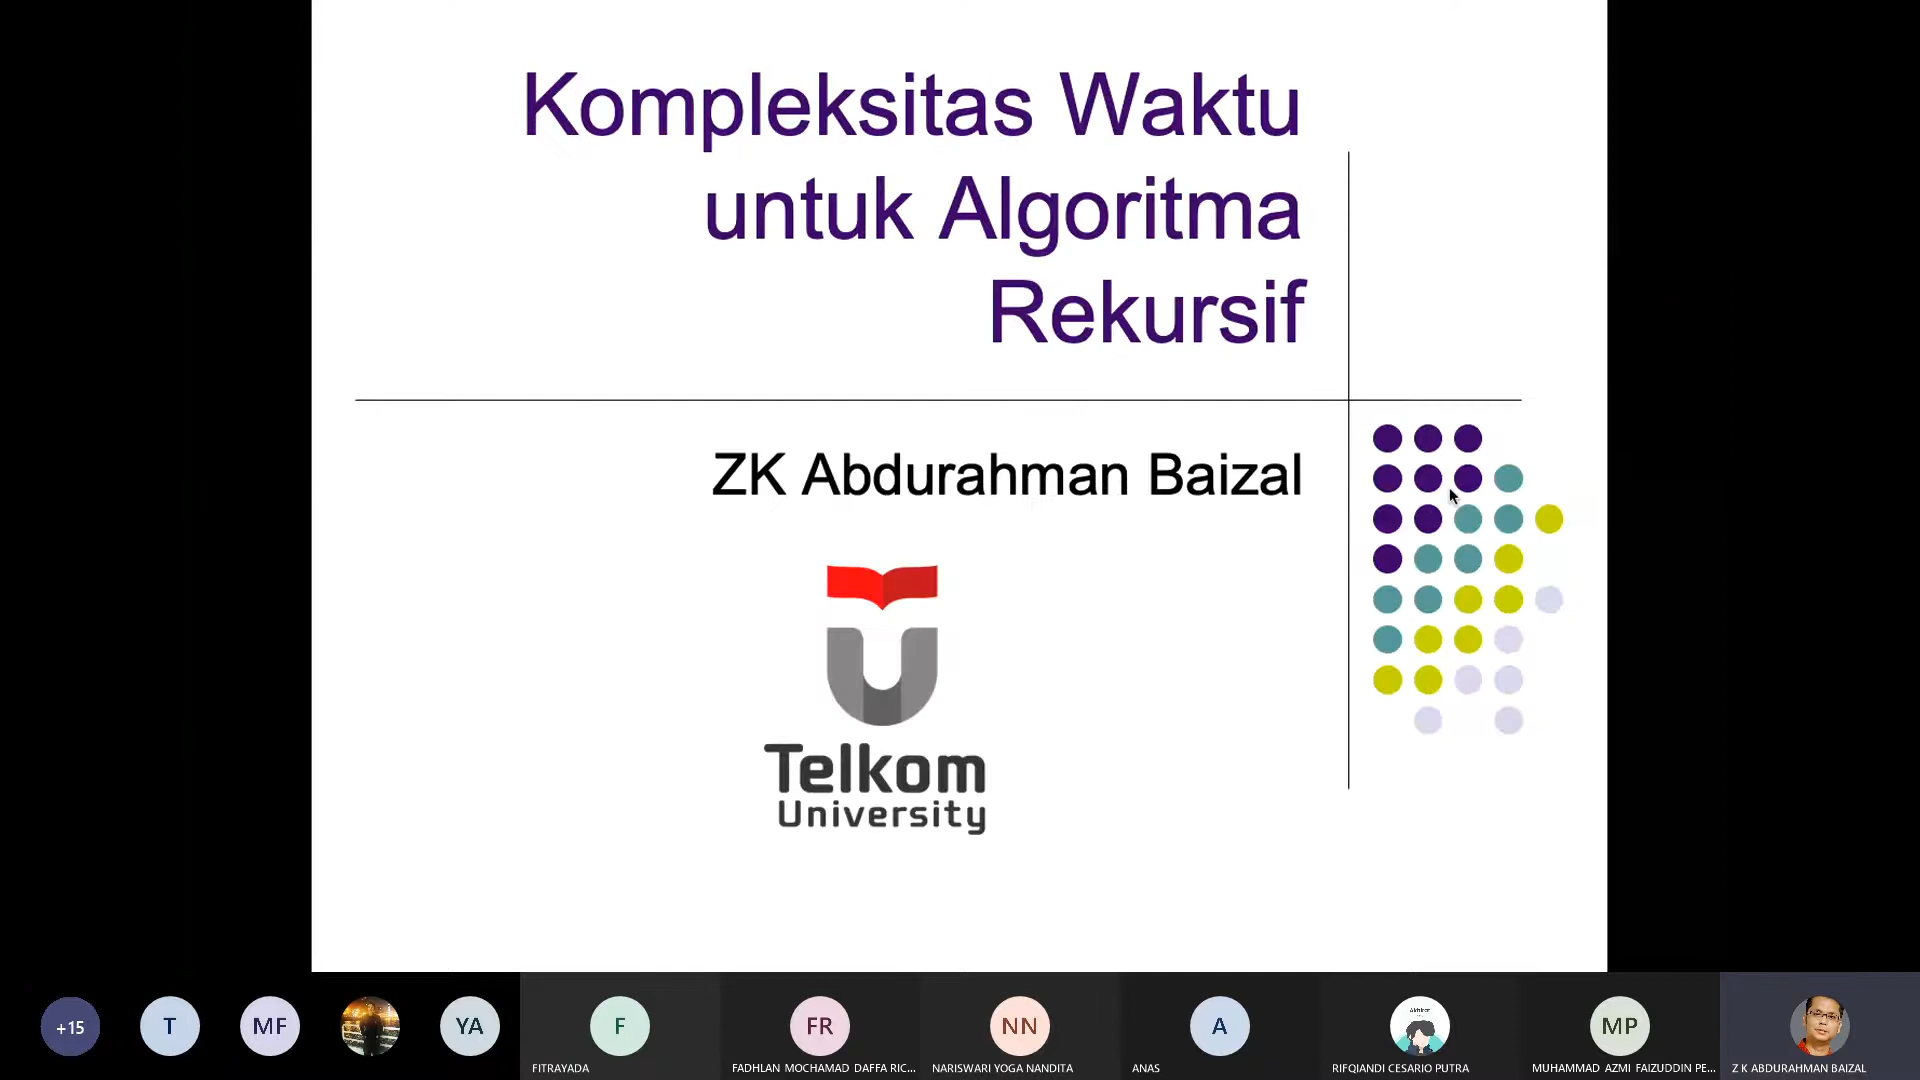 Kompleksitas Waktu
untuk Algoritma
Rekursif
ZK Abdurahman Baizal
Telkom
University
+15
T
MF
YA
F
FR
NN
A
MP
FITRAYADA
FADHLAN MOCHAMAD DAFFA RIC...
NARISWARI YOGA NANDITA
ANAS
RIFQIANDI CESARIO PUTRA
MUHAMMAD AZMI FAIZUDDIN PE...
Z K ABDURAHMAN BAIZAL